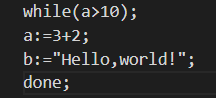 while(a>10);
a:=3+2;
b:="Hello,world!";
done;